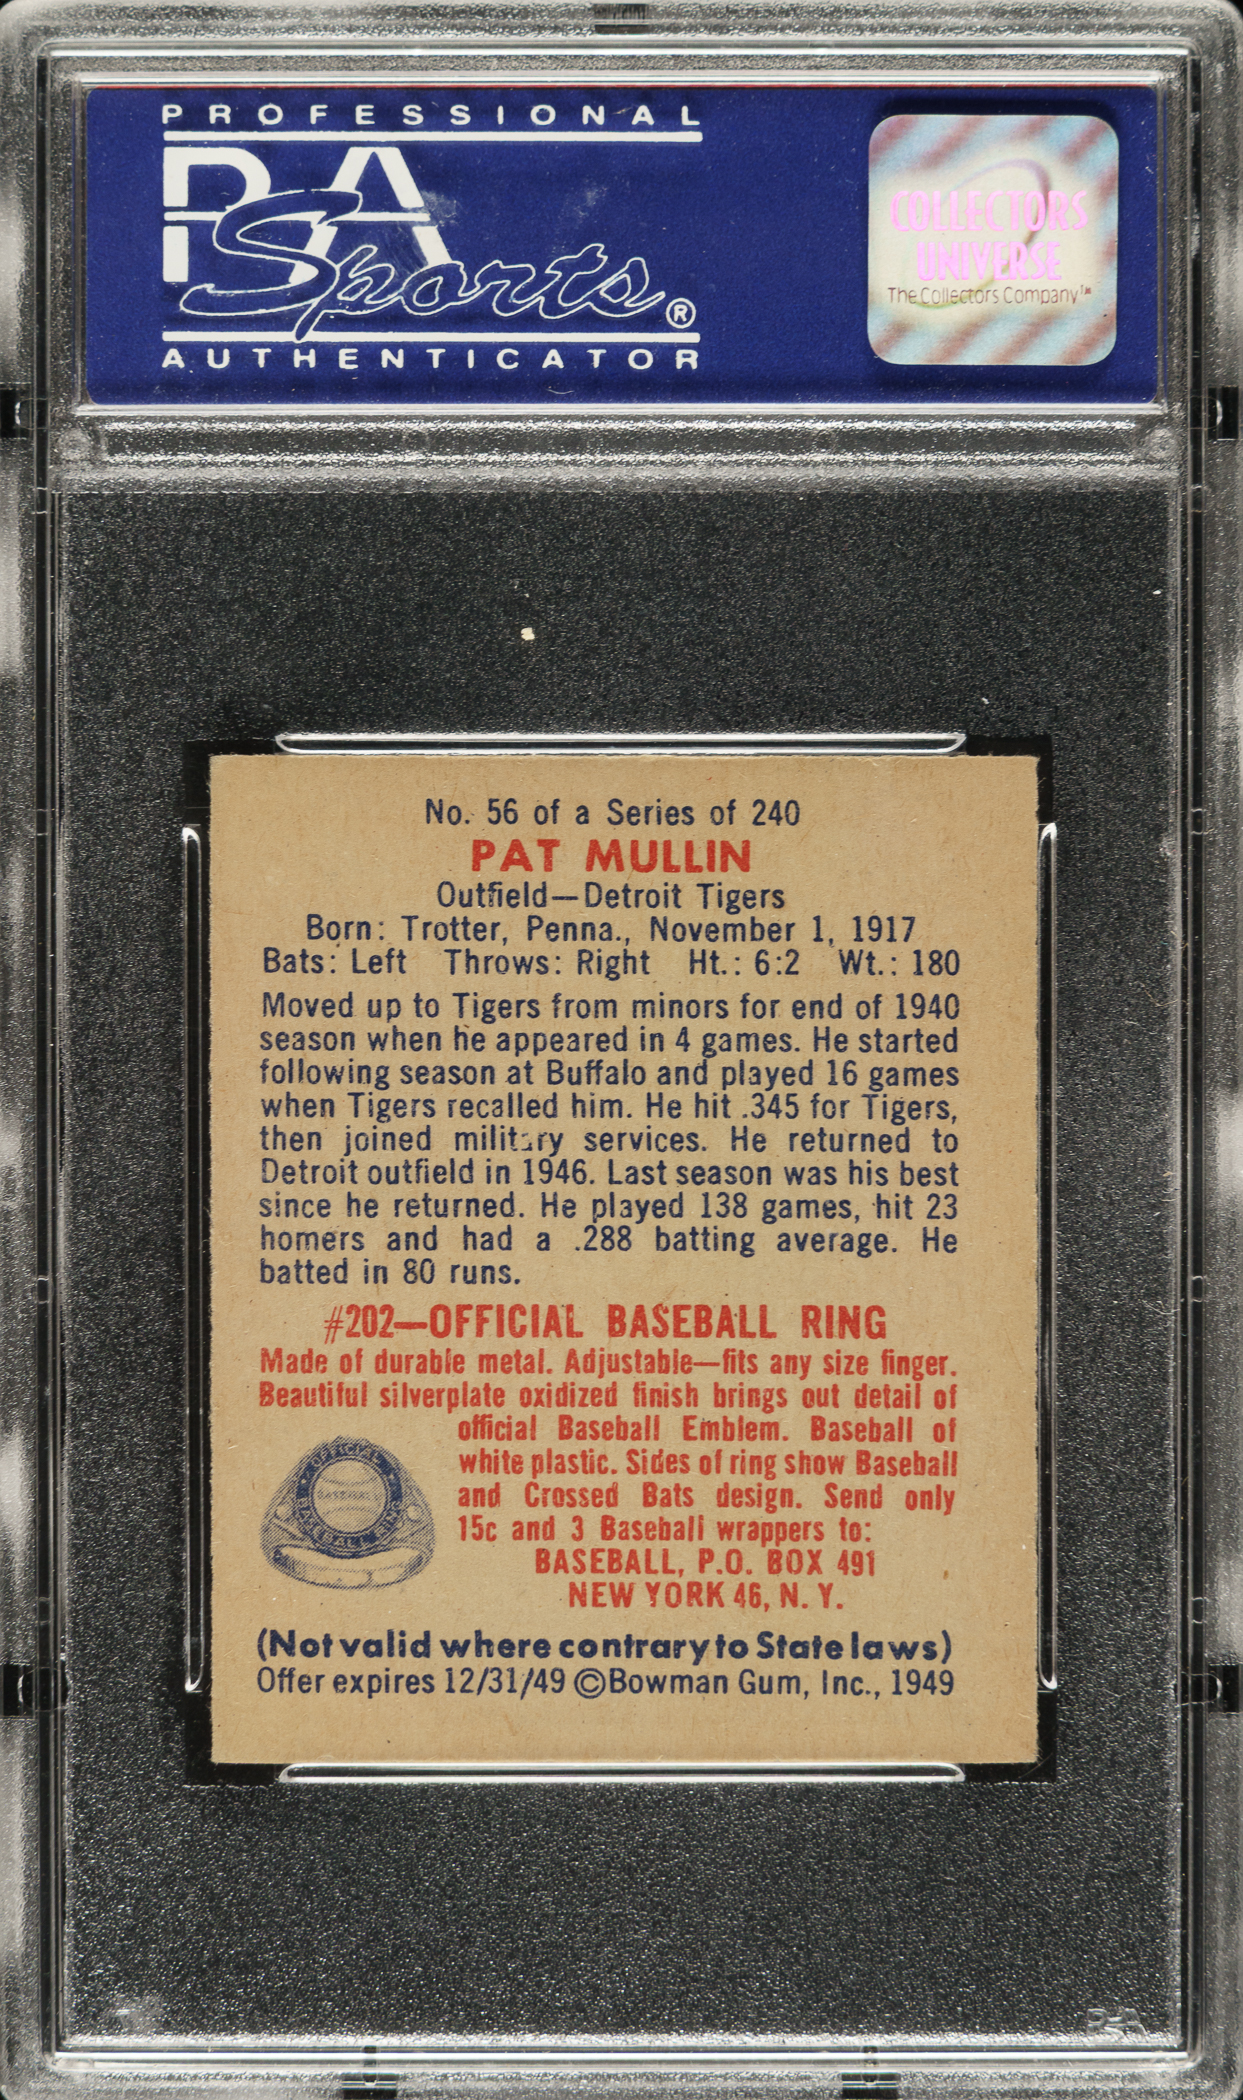 PROFESSIONAL
PSA
Sports®
AUTHENTICATOR
COLLECTORS
UNIVERSE
The Collectors Company™
No. 56 of a Series of 240
PAT MULLIN
Outfield—Detroit Tigers
Born: Trotter, Penna., November 1, 1917
Bats: Left Throws: Right Ht.: 6:2 Wt.: 180
Moved up to Tigers from minors for end of 1940
season when he appeared in 4 games. He started
following season at Buffalo and played 16 games
when Tigers recalled him. He hit .345 for Tigers,
then joined military services. He returned to
Detroit outfield in 1946. Last season was his best
since he returned. He played 138 games, hit 23
homers and had a .288 batting average. He
batted in 80 runs.
#202—OFFICIAL BASEBALL RING
Made of durable metal. Adjustable—fits any size finger.
Beautiful silverplate oxidized finish brings out detail of
official Baseball Emblem. Baseball of
white plastic. Sides of ring show Baseball
and Crossed Bats design. Send only
15c and 3 Baseball wrappers to:
BASEBALL, P.O. BOX 491
NEW YORK 46, N. Y.
OFFICIAL
BASEBALL RING
(Not valid where contrary to State laws)
Offer expires 12/31/49 ©Bowman Gum, Inc., 1949
PSA